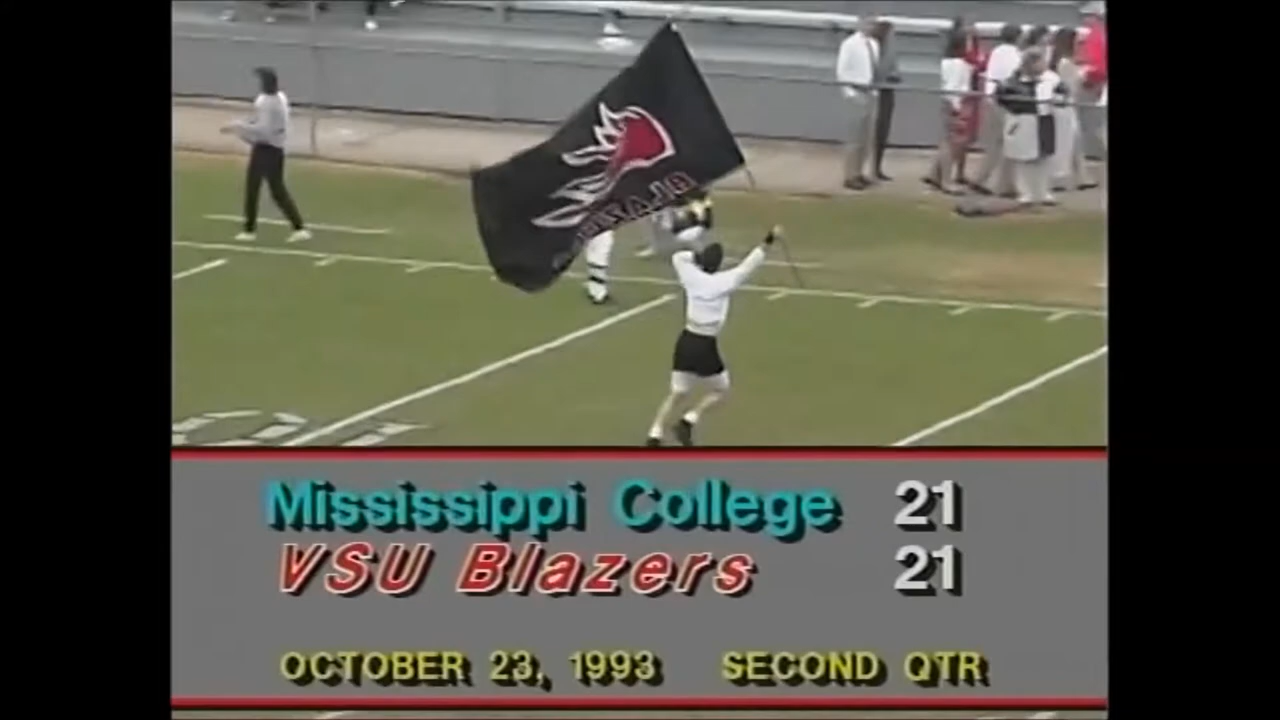 Mississippi College 21
VSU Blazers 21
OCTOBER 23, 1993 SECOND QTR